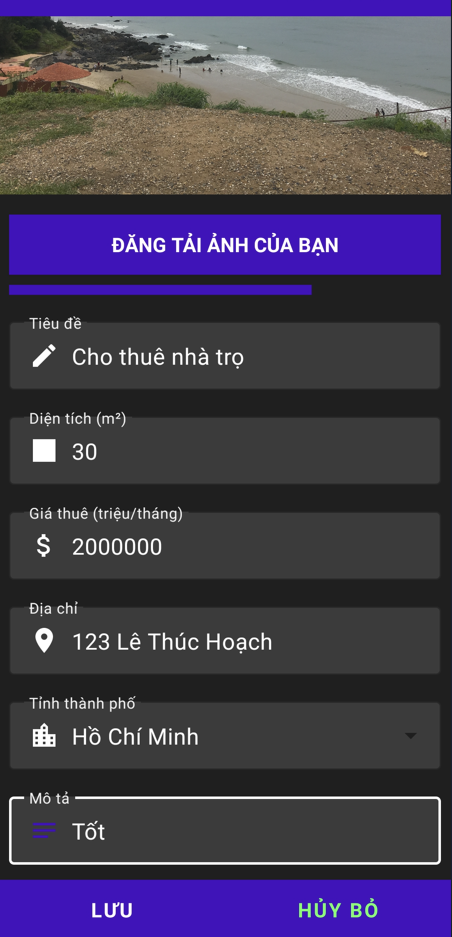 ĐĂNG TẢI ẢNH CỦA BẠN
Tiêu đề
Cho thuê nhà trọ
Diện tích (m²)
30
Giá thuê (triệu/tháng)
2000000
Địa chỉ
123 Lê Thúc Hoạch
Tỉnh thành phố
Hồ Chí Minh
Mô tả
Tốt
LƯU
HỦY BỎ